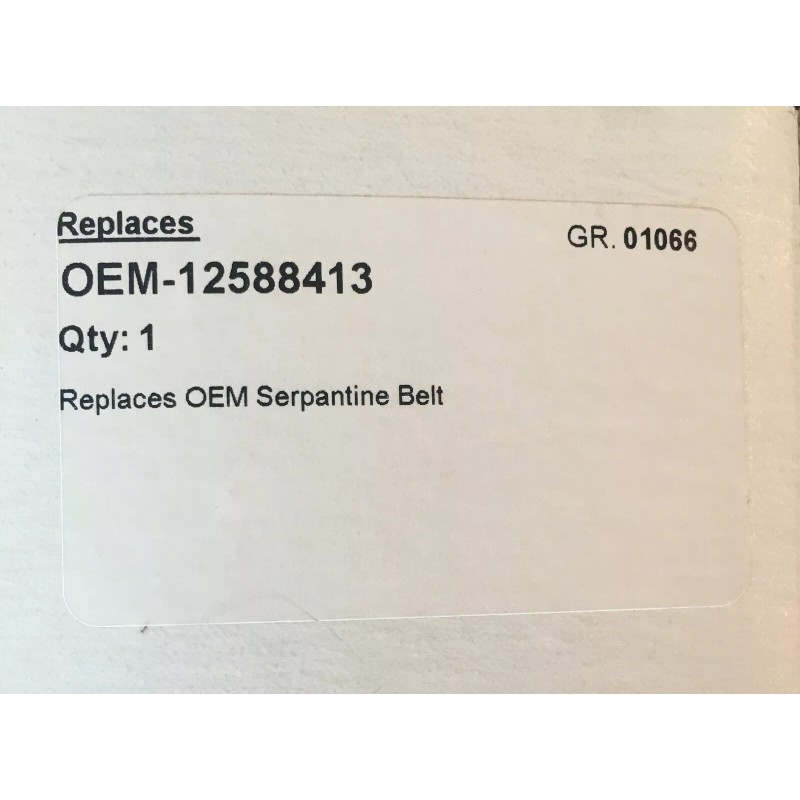 Replaces
GR. 01066
OEM-12588413
Qty: 1
Replaces OEM Serpantine Belt